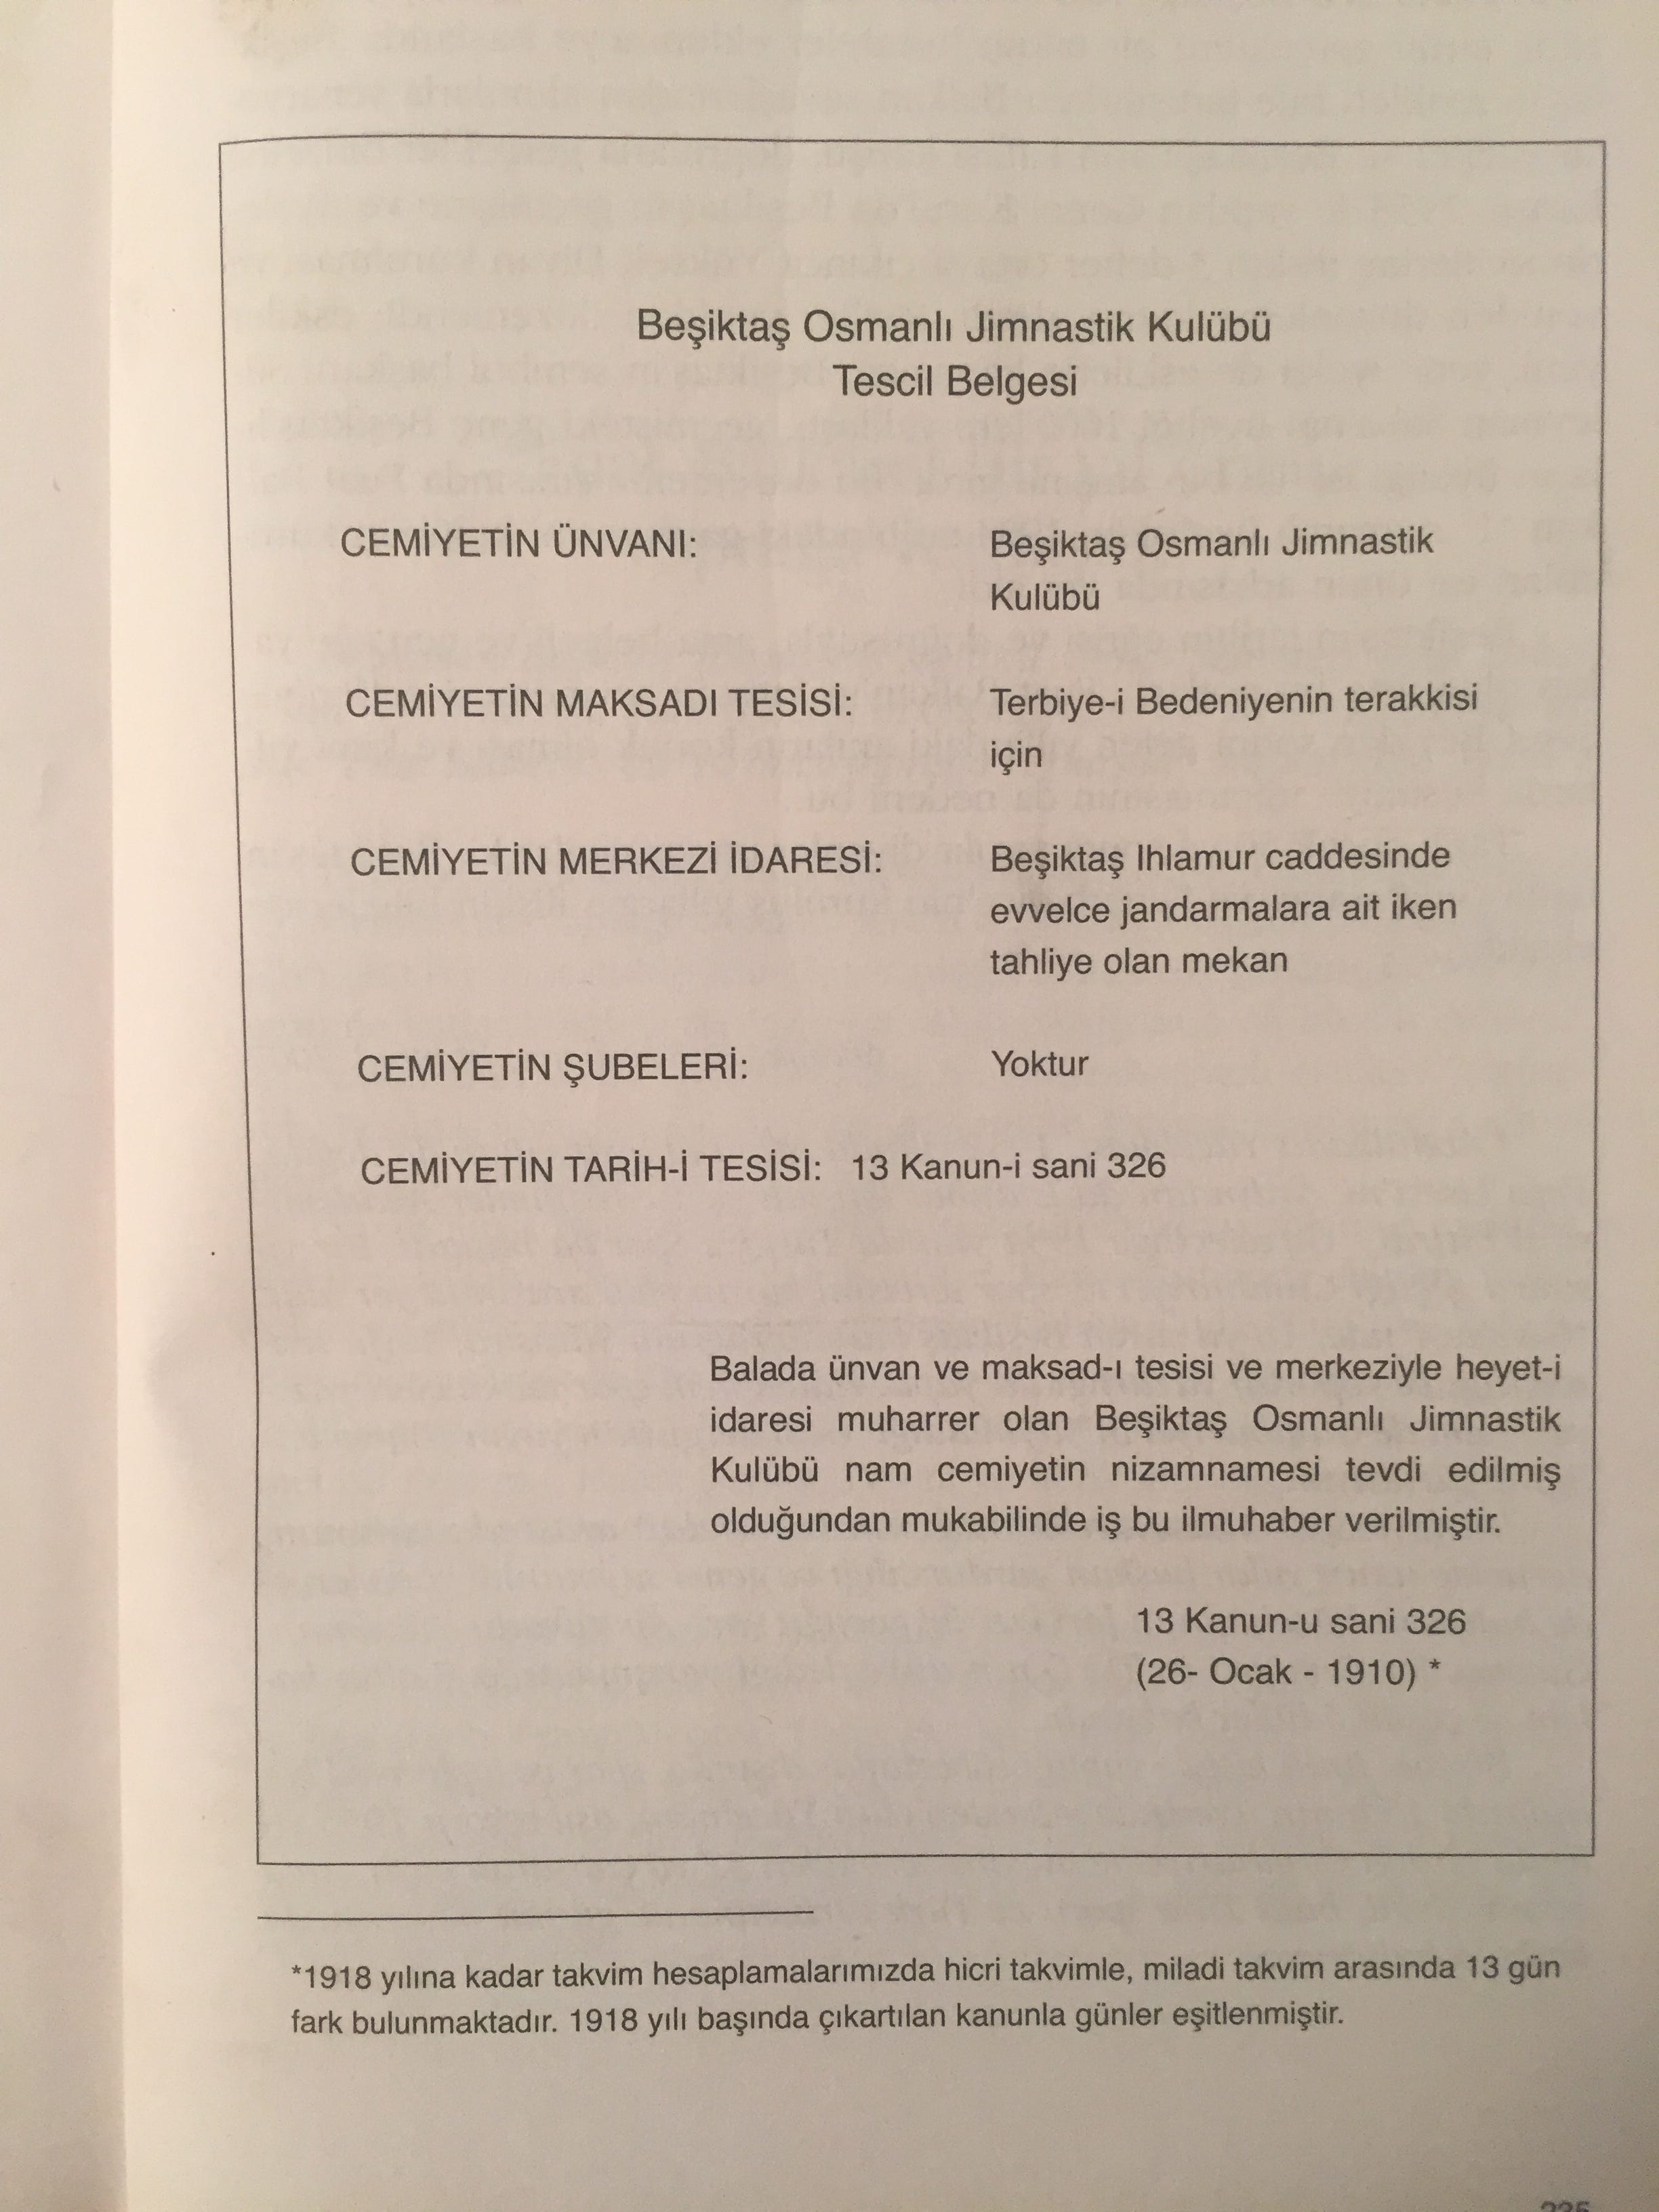 Beşiktaş Osmanlı Jimnastik Kulübü
Tescil Belgesi
CEMİYETİN ÜNVANI: Beşiktaş Osmanlı Jimnastik
Kulübü
CEMİYETİN MAKSADI TESİSİ: Terbiye-i Bedeniyenin terakkisi
için
CEMİYETİN MERKEZİ İDARESİ: Beşiktaş Ihlamur caddesinde
evvelce jandarmalara ait iken
tahliye olan mekan
CEMİYETİN ŞUBELERİ: Yoktur
CEMİYETİN TARİH-İ TESİSİ: 13 Kanun-i sani 326
Balada ünvan ve maksad-ı tesisi ve merkeziyle heyet-i
idaresi muharrer olan Beşiktaş Osmanlı Jimnastik
Kulübü nam cemiyetin nizamnamesi tevdi edilmiş
olduğundan mukabilinde iş bu ilmuhaber verilmiştir.
13 Kanun-u sani 326
(26- Ocak - 1910) *
*1918 yılına kadar takvim hesaplamalarımızda hicri takvimle, miladi takvim arasında 13 gün
fark bulunmaktadır. 1918 yılı başında çıkartılan kanunla günler eşitlenmiştir.